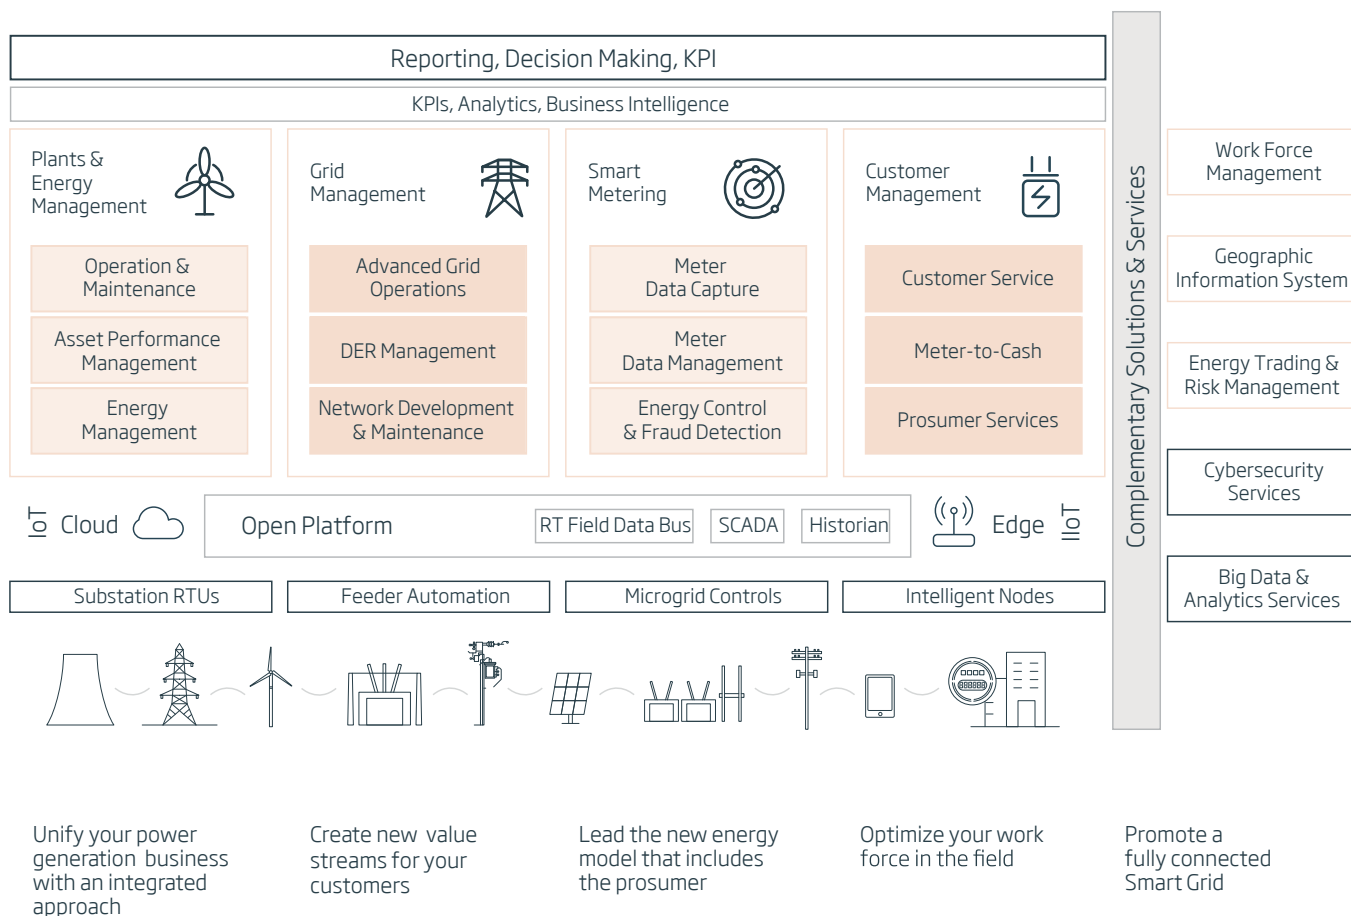 Reporting, Decision Making, KPI
KPIs, Analytics, Business Intelligence
Plants &
Energy
Management
Operation &
Maintenance
Asset Performance
Management
Energy
Management
Grid
Management
Advanced Grid
Operations
DER Management
Network Development
& Maintenance
Smart
Metering
Meter
Data Capture
Meter
Data Management
Energy Control
& Fraud Detection
Customer
Management
Customer Service
Meter-to-Cash
Prosumer Services
IoT
Cloud
Open Platform
RT Field Data Bus
SCADA
Historian
Edge
IIoT
Substation RTUs
Feeder Automation
Microgrid Controls
Intelligent Nodes
Complementary Solutions & Services
Work Force
Management
Geographic
Information System
Energy Trading &
Risk Management
Cybersecurity
Services
Big Data &
Analytics Services
Unify your power
generation business
with an integrated
approach
Create new value
streams for your
customers
Lead the new energy
model that includes
the prosumer
Optimize your work
force in the field
Promote a
fully connected
Smart Grid